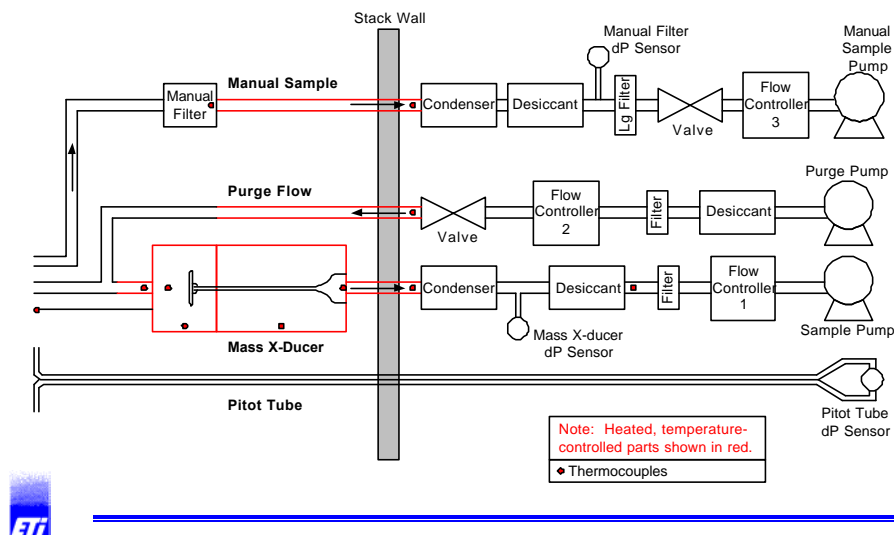 Stack Wall
Manual Filter
dP Sensor
Manual
Sample
Pump
Manual Sample
Manual
Filter
Condenser
Desiccant
Lg Filter
Valve
Flow
Controller
3
Purge Flow
Purge Pump
Valve
Flow
Controller
2
Filter
Desiccant
Condenser
Desiccant
Filter
Flow
Controller
1
Sample Pump
Mass X-Ducer
Mass X-ducer
dP Sensor
Pitot Tube
Pitot Tube
dP Sensor
Note: Heated, temperature-
controlled parts shown in red.
Thermocouples
ETi